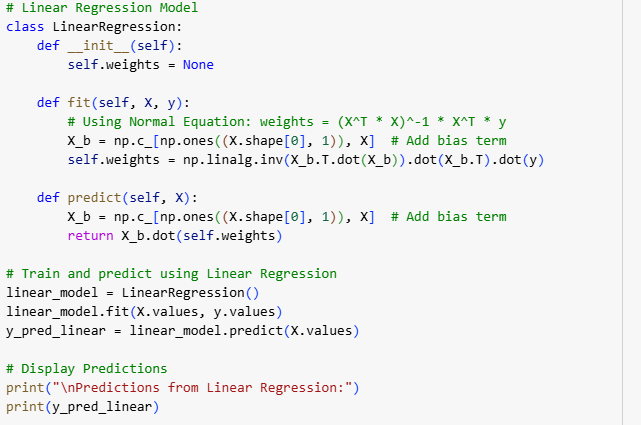 # Linear Regression Model
class LinearRegression:
    def __init__(self):
        self.weights = None

    def fit(self, X, y):
        # Using Normal Equation: weights = (X^T * X)^-1 * X^T * y
        X_b = np.c_[np.ones((X.shape[0], 1)), X]  # Add bias term
        self.weights = np.linalg.inv(X_b.T.dot(X_b)).dot(X_b.T).dot(y)

    def predict(self, X):
        X_b = np.c_[np.ones((X.shape[0], 1)), X]  # Add bias term
        return X_b.dot(self.weights)

# Train and predict using Linear Regression
linear_model = LinearRegression()
linear_model.fit(X.values, y.values)
y_pred_linear = linear_model.predict(X.values)

# Display Predictions
print("\nPredictions from Linear Regression:")
print(y_pred_linear)